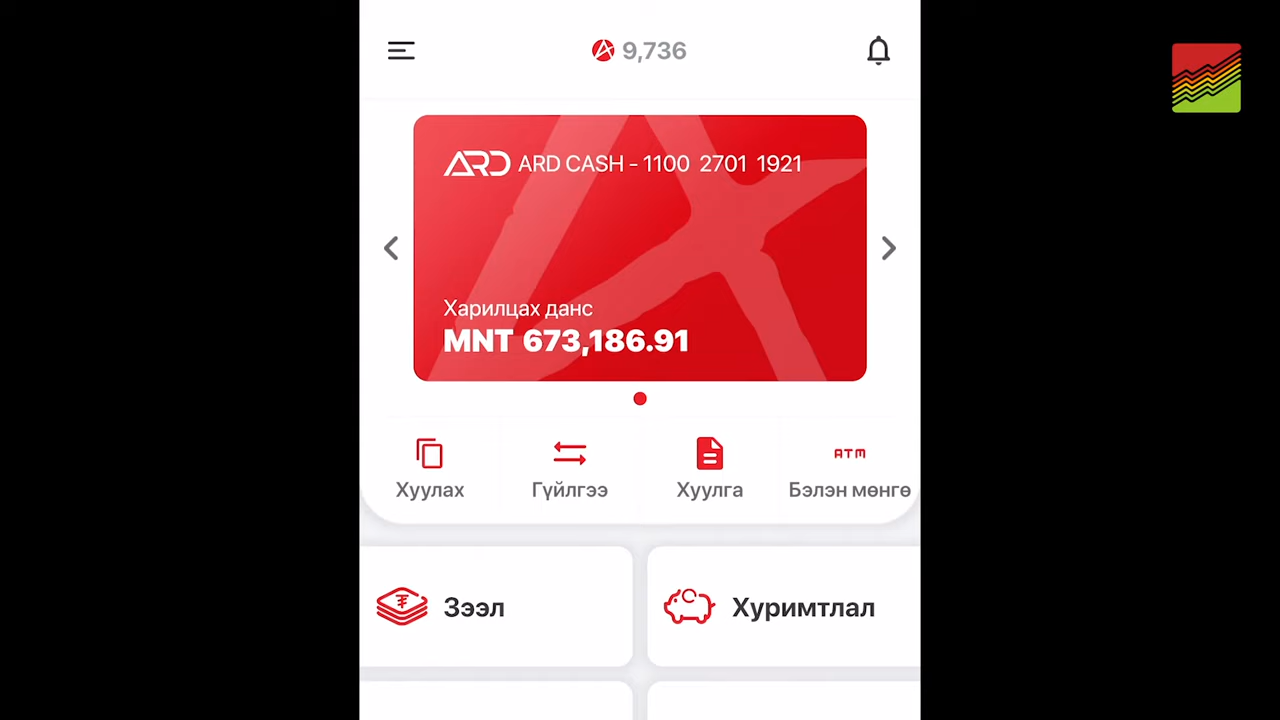 9,736
ARD ARD CASH - 1100 2701 1921
Харилцах данс
MNT 673,186.91
Хуулах
Гүйлгээ
Хуулга
ATM
Бэлэн мөнгө
Зээл
Хуримтлал